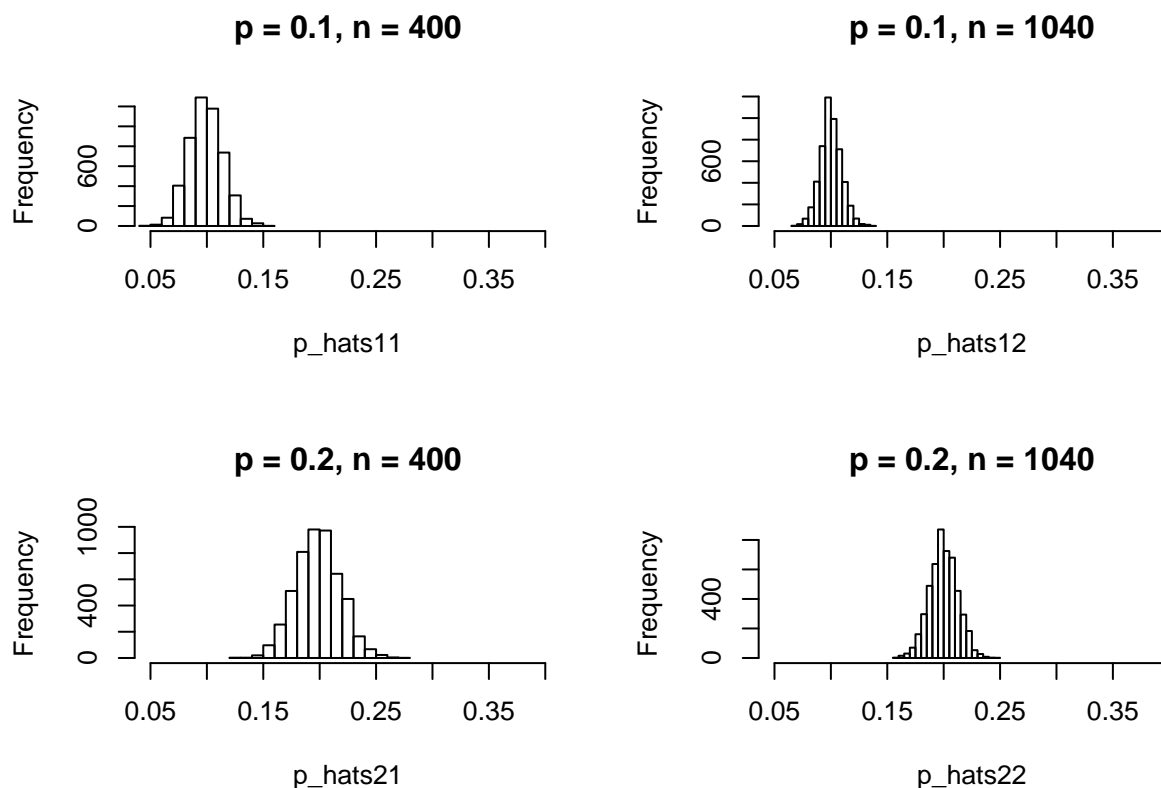 p = 0.1, n = 400
Frequency
0 600
0.05 0.15 0.25 0.35
p_hats11
p = 0.1, n = 1040
Frequency
0 600
0.05 0.15 0.25 0.35
p_hats12
p = 0.2, n = 400
Frequency
0 400 1000
0.05 0.15 0.25 0.35
p_hats21
p = 0.2, n = 1040
Frequency
0 400
0.05 0.15 0.25 0.35
p_hats22